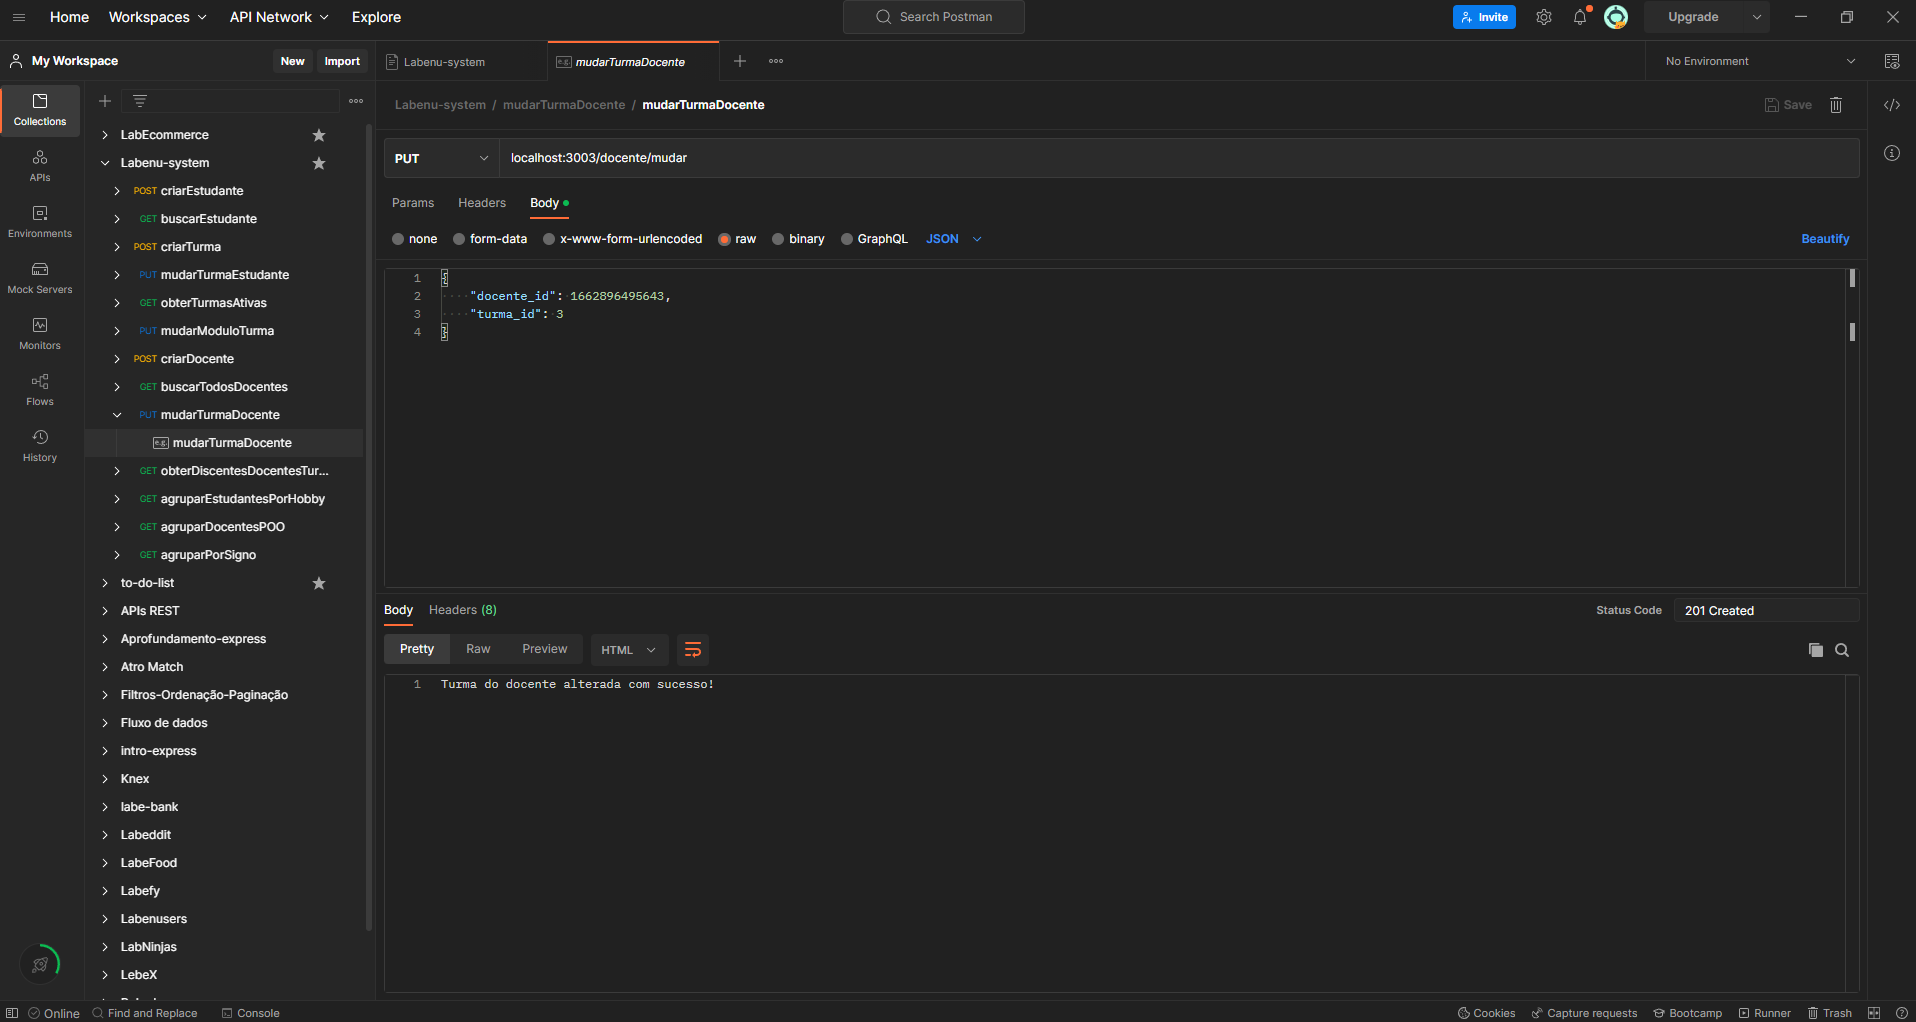 Home Workspaces API Network Explore Search Postman Invite Upgrade
My Workspace New Import
Labenu-system mudarTurmaDocente No Environment
Collections
APIs
Environments
Mock Servers
Monitors
Flows
History
LabEcommerce
Labenu-system
POST criarEstudante
GET buscarEstudante
POST criarTurma
PUT mudarTurmaEstudante
GET obterTurmasAtivas
PUT mudarModuloTurma
POST criarDocente
GET buscarTodosDocentes
PUT mudarTurmaDocente
e.g. mudarTurmaDocente
GET obterDiscentesDocentesTur...
GET agruparEstudantesPorHobby
GET agruparDocentesPOO
GET agruparPorSigno
to-do-list
APIs REST
Aprofundamento-express
Atro Match
Filtros-Ordenação-Paginação
Fluxo de dados
intro-express
Knex
labe-bank
Labeddit
LabeFood
Labefy
Labenusers
LabNinjas
LebeX
Labenu-system / mudarTurmaDocente / mudarTurmaDocente Save
PUT localhost:3003/docente/mudar
Params Headers Body
none form-data x-www-form-urlencoded raw binary GraphQL JSON Beautify
1 {
2 "docente_id": 1662896495643,
3 "turma_id": 3
4 }
Body Headers (8) Status Code 201 Created
Pretty Raw Preview HTML
1 Turma do docente alterada com sucesso!
Online Find and Replace Console Cookies Capture requests Bootcamp Runner Trash